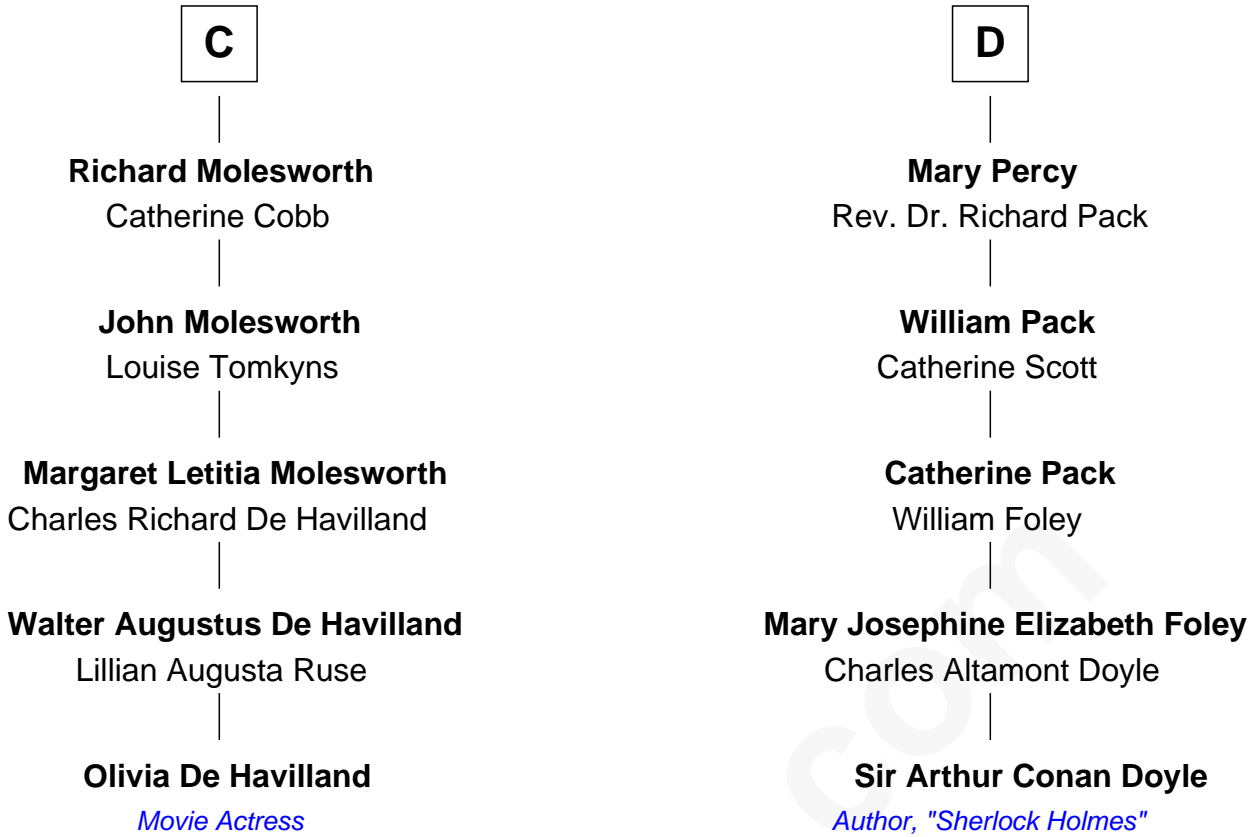 C
Richard Molesworth
Catherine Cobb
John Molesworth
Louise Tomkyns
Margaret Letitia Molesworth
Charles Richard De Havilland
Walter Augustus De Havilland
Lillian Augusta Ruse
Olivia De Havilland
Movie Actress
D
Mary Percy
Rev. Dr. Richard Pack
William Pack
Catherine Scott
Catherine Pack
William Foley
Mary Josephine Elizabeth Foley
Charles Altamont Doyle
Sir Arthur Conan Doyle
Author, "Sherlock Holmes"
com